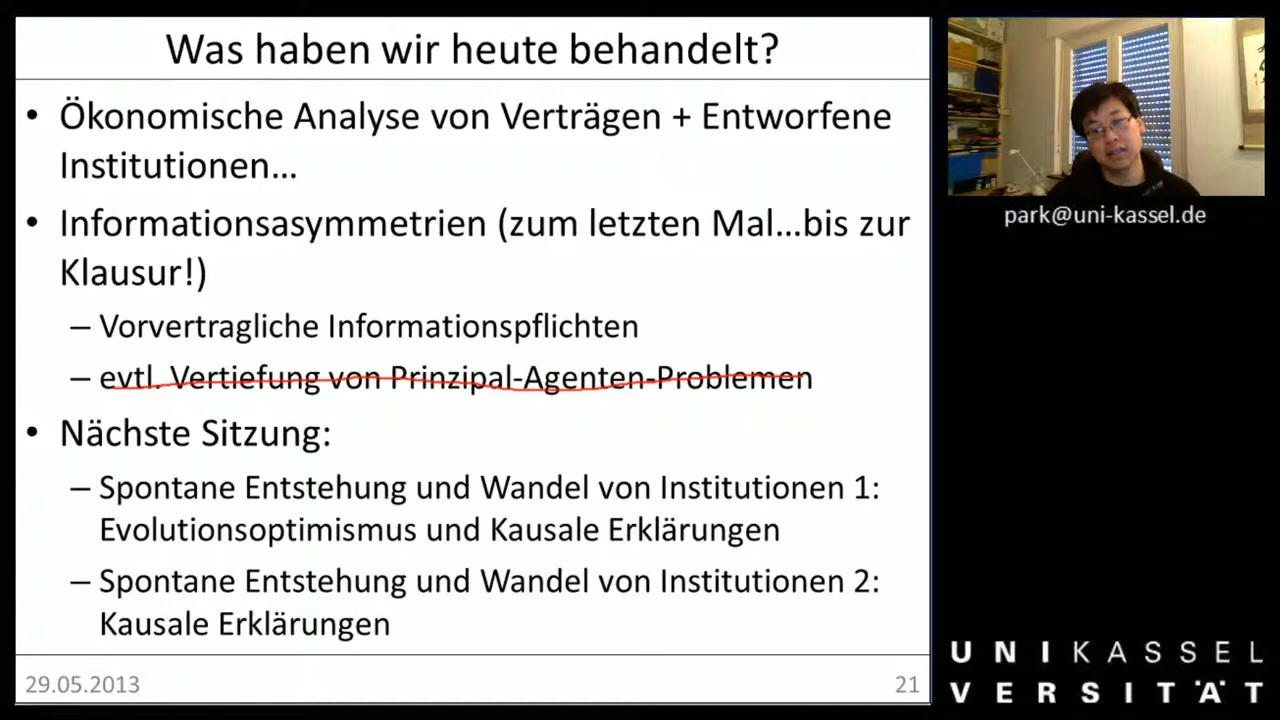 Was haben wir heute behandelt?
• Ökonomische Analyse von Verträgen + Entworfene
Institutionen…
• Informationsasymmetrien (zum letzten Mal…bis zur
Klausur!)
– Vorvertragliche Informationspflichten
– evtl. Vertiefung von Prinzipal-Agenten-Problemen
• Nächste Sitzung:
– Spontane Entstehung und Wandel von Institutionen 1:
Evolutionsoptimismus und Kausale Erklärungen
– Spontane Entstehung und Wandel von Institutionen 2:
Kausale Erklärungen
29.05.2013
21
park@uni-kassel.de
UNIKASSEL
VERSITÄT